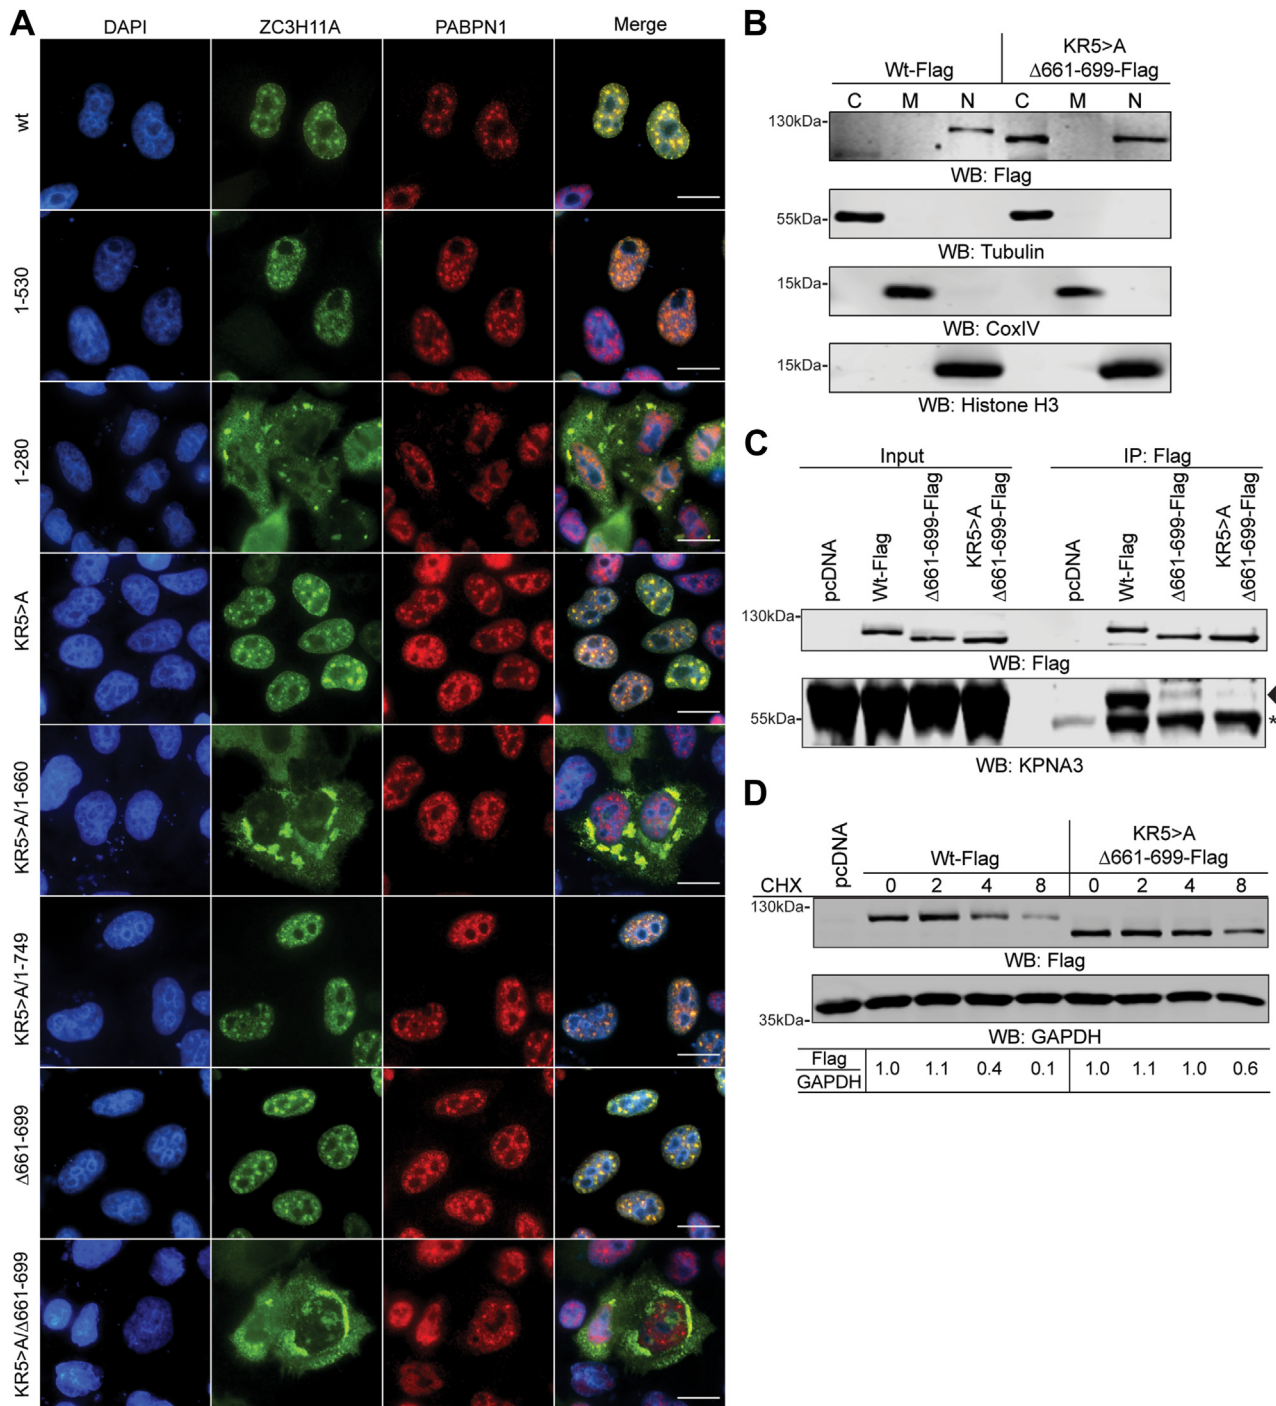 A
DAPI ZC3H11A PABPN1 Merge
wt
1-530
1-280
KR5>A
KR5>A/1-660
KR5>A/1-749
Δ661-699
KR5>A/Δ661-699
B
Wt-Flag KR5>A
Δ661-699-Flag
C M N C M N
130kDa-
WB: Flag
55kDa-
WB: Tubulin
15kDa-
WB: CoxIV
15kDa-
WB: Histone H3
C
Input IP: Flag
pcDNA Wt-Flag Δ661-699-Flag KR5>A Δ661-699-Flag pcDNA Wt-Flag Δ661-699-Flag KR5>A Δ661-699-Flag
130kDa-
WB: Flag
55kDa- *
WB: KPNA3
D
pcDNA Wt-Flag KR5>A
Δ661-699-Flag
CHX 0 2 4 8 0 2 4 8
130kDa-
WB: Flag
35kDa-
WB: GAPDH
Flag
GAPDH 1.0 1.1 0.4 0.1 1.0 1.1 1.0 0.6